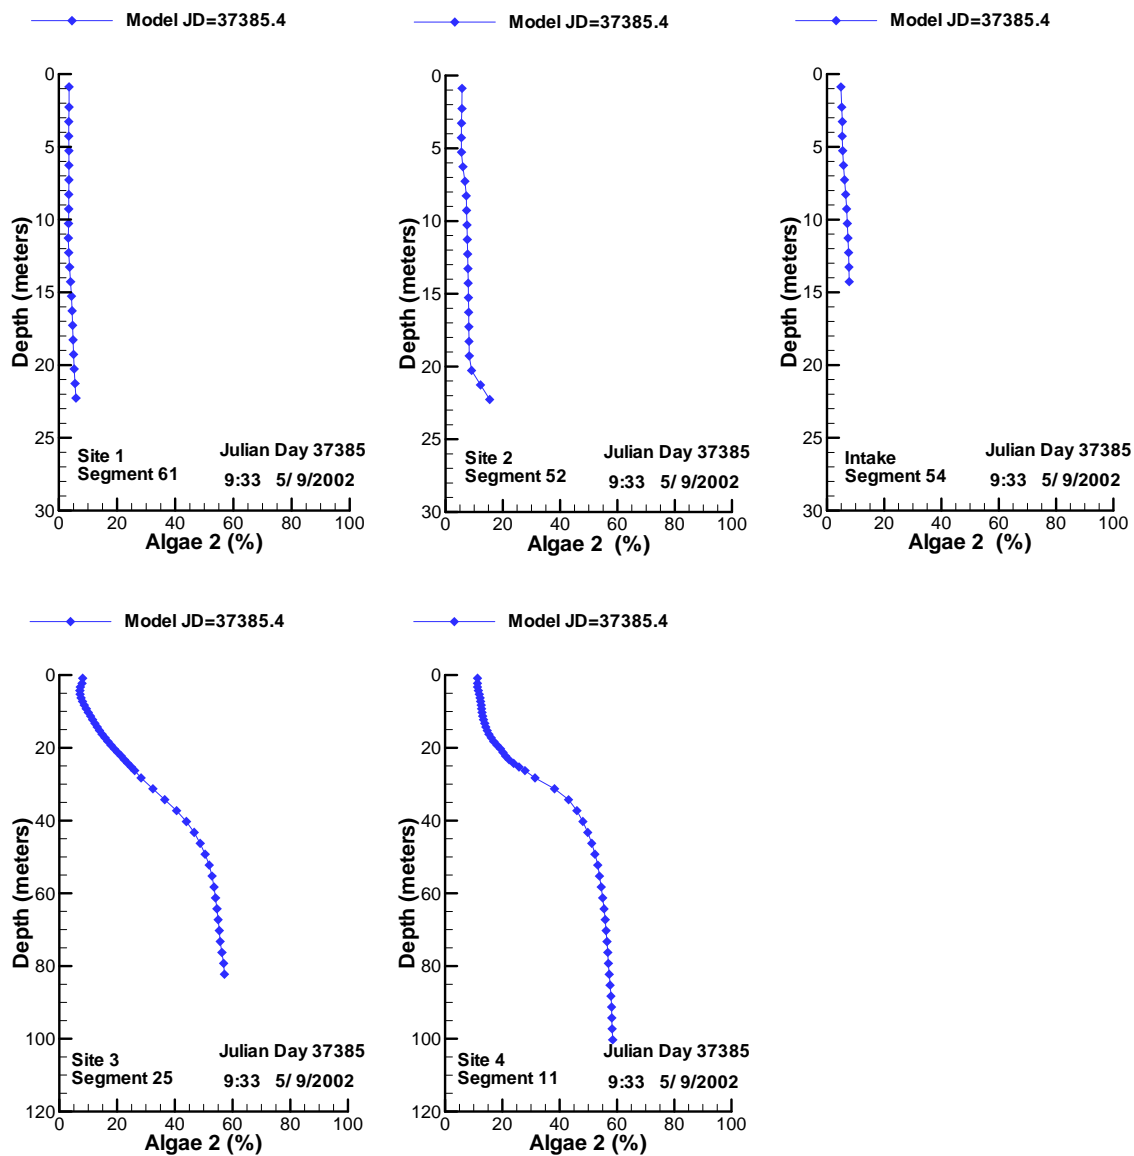 Model JD=37385.4
0
5
10
15
20
25
30
Depth (meters)
Site 1
Segment 61
Julian Day 37385
9:33 5/ 9/2002
0 20 40 60 80 100
Algae 2 (%)
Model JD=37385.4
0
5
10
15
20
25
30
Depth (meters)
Site 2
Segment 52
Julian Day 37385
9:33 5/ 9/2002
0 20 40 60 80 100
Algae 2 (%)
Model JD=37385.4
0
5
10
15
20
25
30
Depth (meters)
Intake
Segment 54
Julian Day 37385
9:33 5/ 9/2002
0 20 40 60 80 100
Algae 2 (%)
Model JD=37385.4
0
20
40
60
80
100
120
Depth (meters)
Site 3
Segment 25
Julian Day 37385
9:33 5/ 9/2002
0 20 40 60 80 100
Algae 2 (%)
Model JD=37385.4
0
20
40
60
80
100
120
Depth (meters)
Site 4
Segment 11
Julian Day 37385
9:33 5/ 9/2002
0 20 40 60 80 100
Algae 2 (%)